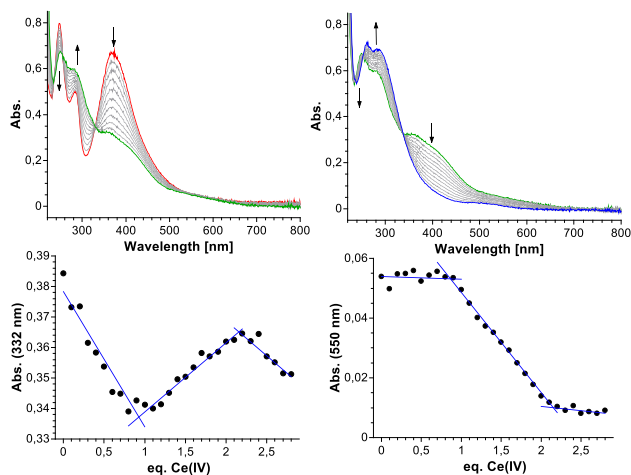 0,8
0,6
0,4
0,2
0
Abs.
300 400 500 600 700 800
Wavelength [nm]
0,8
0,6
0,4
0,2
0
Abs.
300 400 500 600 700 800
Wavelength [nm]
0,39
0,38
0,37
0,36
0,35
0,34
0,33
Abs. (332 nm)
0 0,5 1 1,5 2 2,5
eq. Ce(IV)
0,06
0,04
0,02
0
Abs. (550 nm)
0 0,5 1 1,5 2 2,5
eq. Ce(IV)